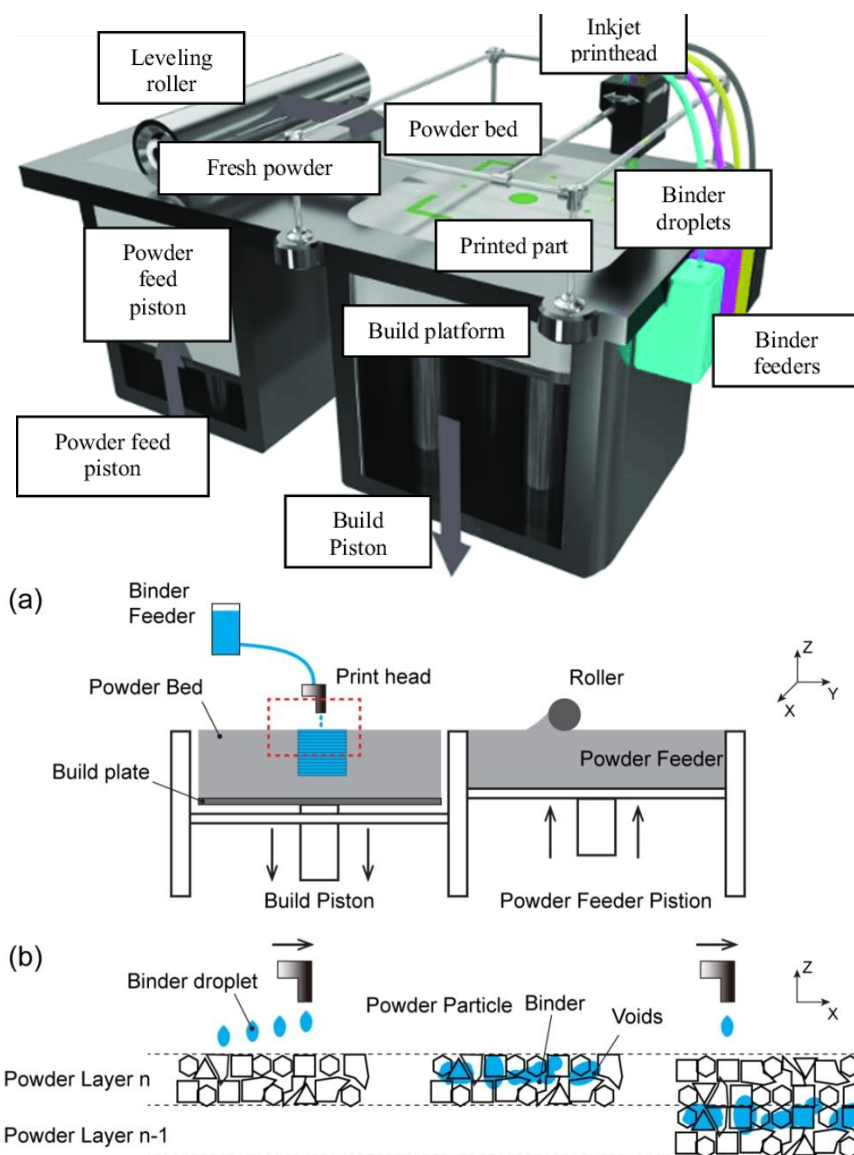 Inkjet
printhead
Leveling
roller
Powder bed
Fresh powder
Binder
droplets
Printed part
Powder
feed
piston
Build platform
Binder
feeders
Powder feed
piston
Build
Piston
(a)
Binder
Feeder
Print head
Roller
Powder Bed
Z
Y
X
Powder Feeder
Build plate
Build Piston
Powder Feeder Pistion
(b)
Binder droplet
Powder Particle
Binder
Voids
Z
X
Powder Layer n
Powder Layer n-1